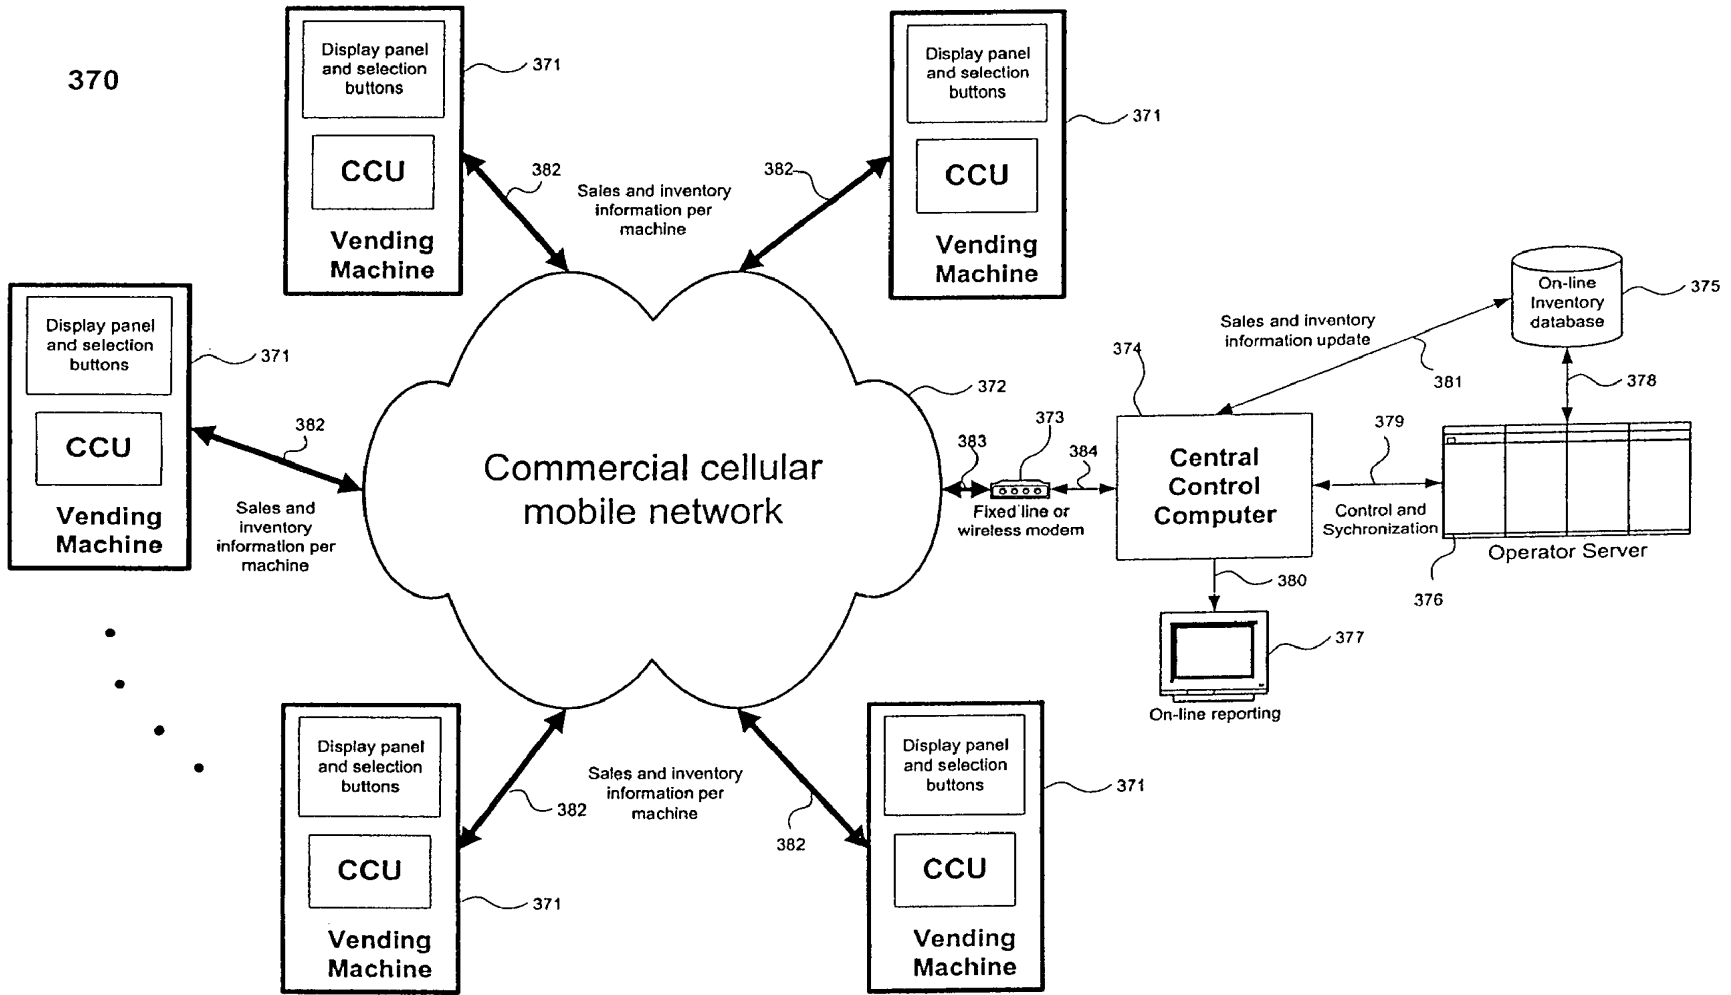 370
Display panel
and selection
buttons
371
CCU
Vending
Machine
382
Sales and inventory
information per
machine
382
Display panel
and selection
buttons
371
CCU
Vending
Machine
Display panel
and selection
buttons
371
CCU
Vending
Machine
382
Sales and
inventory
information per
machine
Commercial cellular
mobile network
372
383
373
384
Fixed line or
wireless modem
374
Central
Control
Computer
Sales and inventory
information update
381
On-line
Inventory
database
375
378
379
Control and
Sychronization
Operator Server
376
380
377
On-line reporting
Display panel
and selection
buttons
CCU
371
Vending
Machine
382
Sales and inventory
information per
machine
382
Display panel
and selection
buttons
371
CCU
Vending
Machine